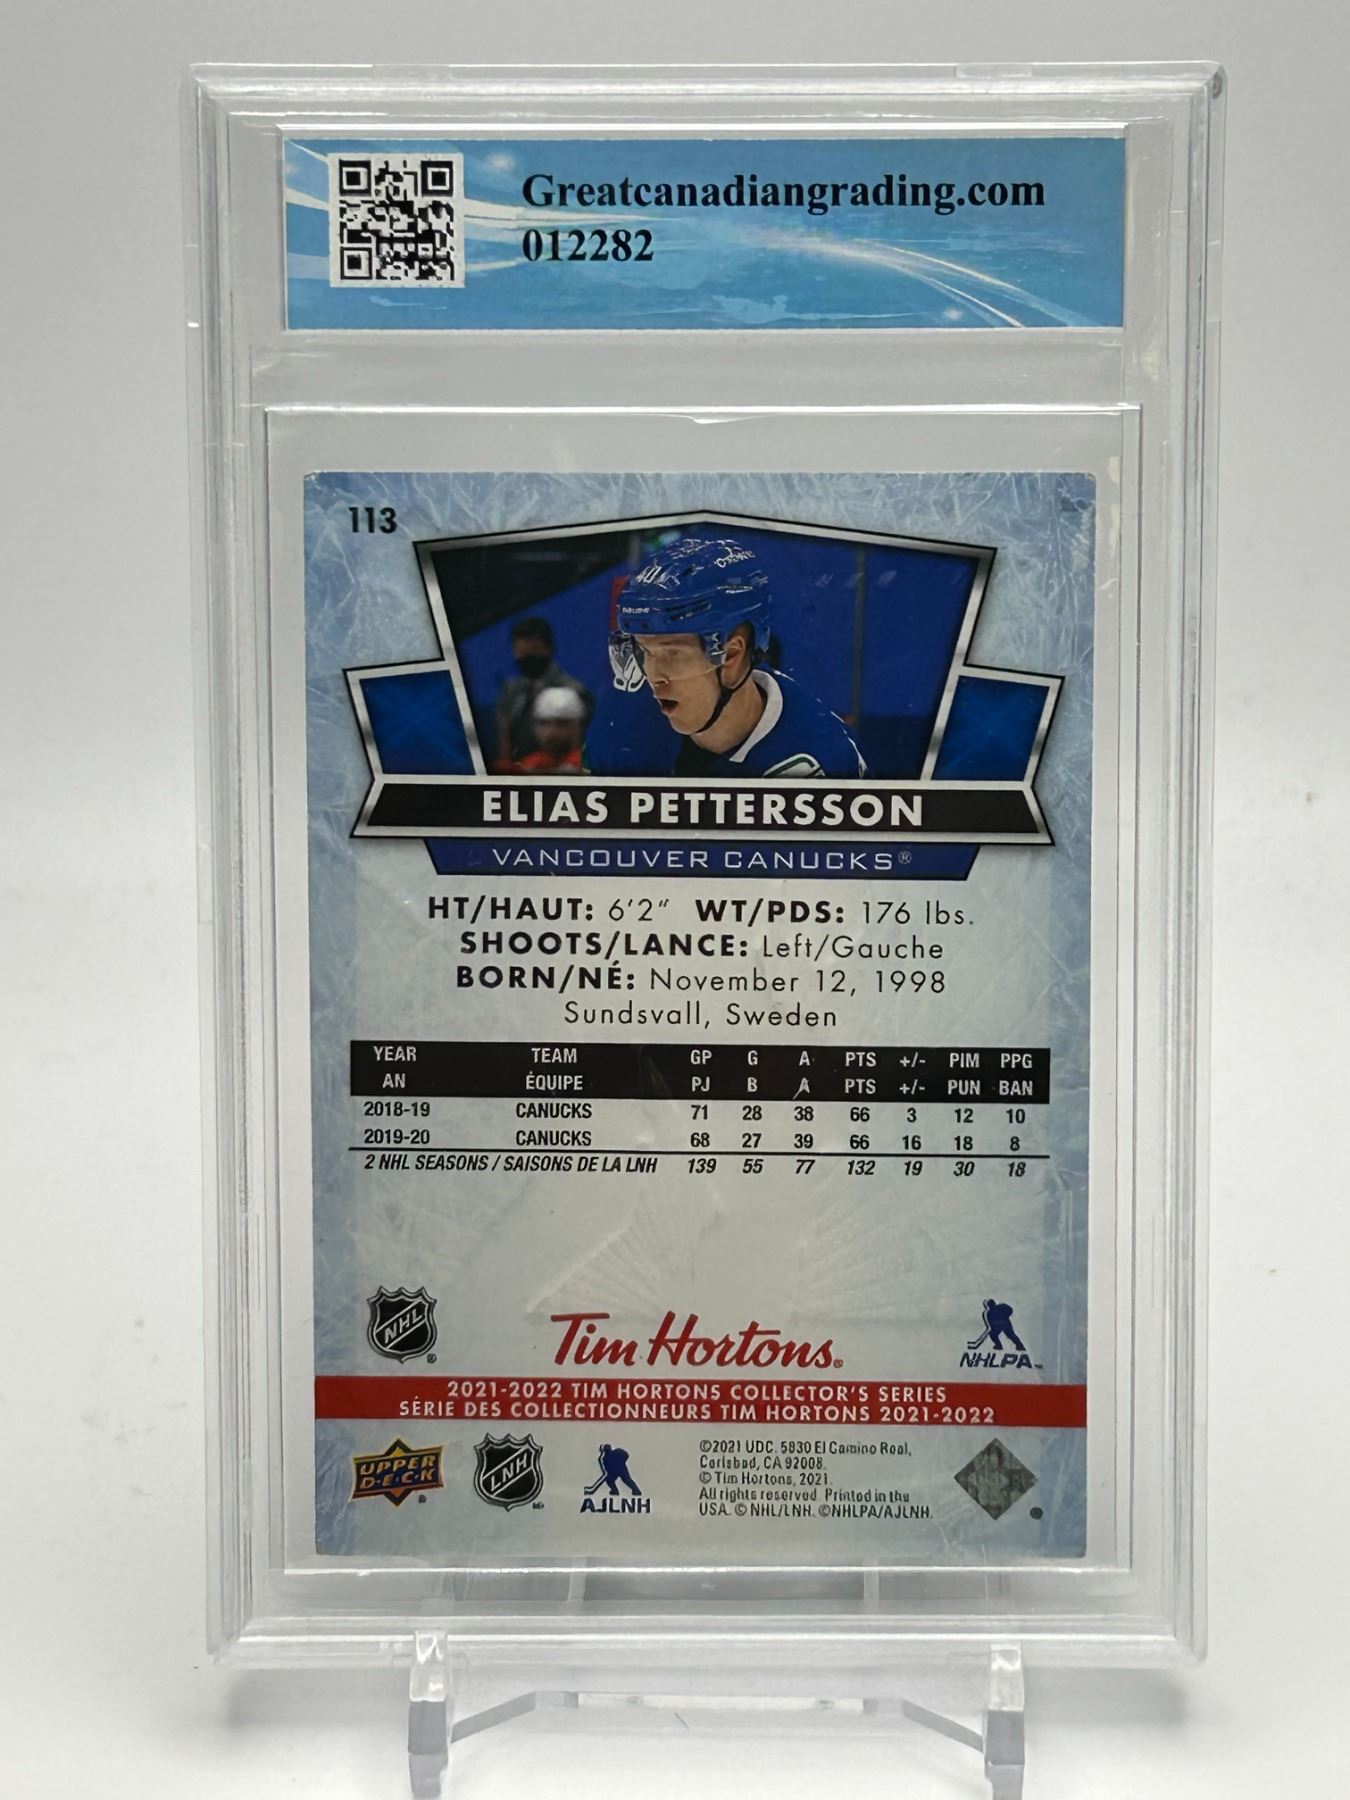 Greatcanadiangrading.com
012282
113
40
ELIAS PETTERSSON
VANCOUVER CANUCKS®
HT/HAUT: 6'2" WT/PDS: 176 lbs.
SHOOTS/LANCE: Left/Gauche
BORN/NÉ: November 12, 1998
Sundsvall, Sweden
YEAR TEAM GP G A PTS +/- PIM PPG
AN ÉQUIPE PJ B A PTS +/- PUN BAN
2018-19 CANUCKS 71 28 38 66 3 12 10
2019-20 CANUCKS 68 27 39 66 16 18 8
2 NHL SEASONS / SAISONS DE LA LNH 139 55 77 132 19 30 18
NHL
Tim Hortons
NHLPA
2021-2022 TIM HORTONS COLLECTOR'S SERIES
SÉRIE DES COLLECTIONNEURS TIM HORTONS 2021-2022
UPPER
D·E·C·K
LNH
AJLNH
©2021 UDC. 5830 El Camino Real,
Carlsbad, CA 92008.
© Tim Hortons, 2021.
All rights reserved. Printed in the
USA. © NHL/LNH. ©NHLPA/AJLNH.